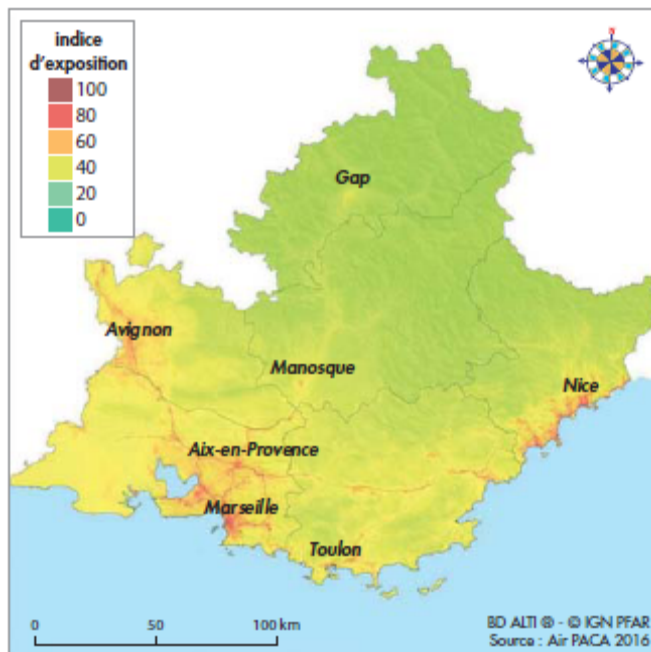 indice
d'exposition
100
80
60
40
20
0
N
Gap
Avignon
Manosque
Nice
Aix-en-Provence
Marseille
Toulon
0 50 100 km
BD ALTI ® - © IGN PFAR
Source : Air PACA 2016